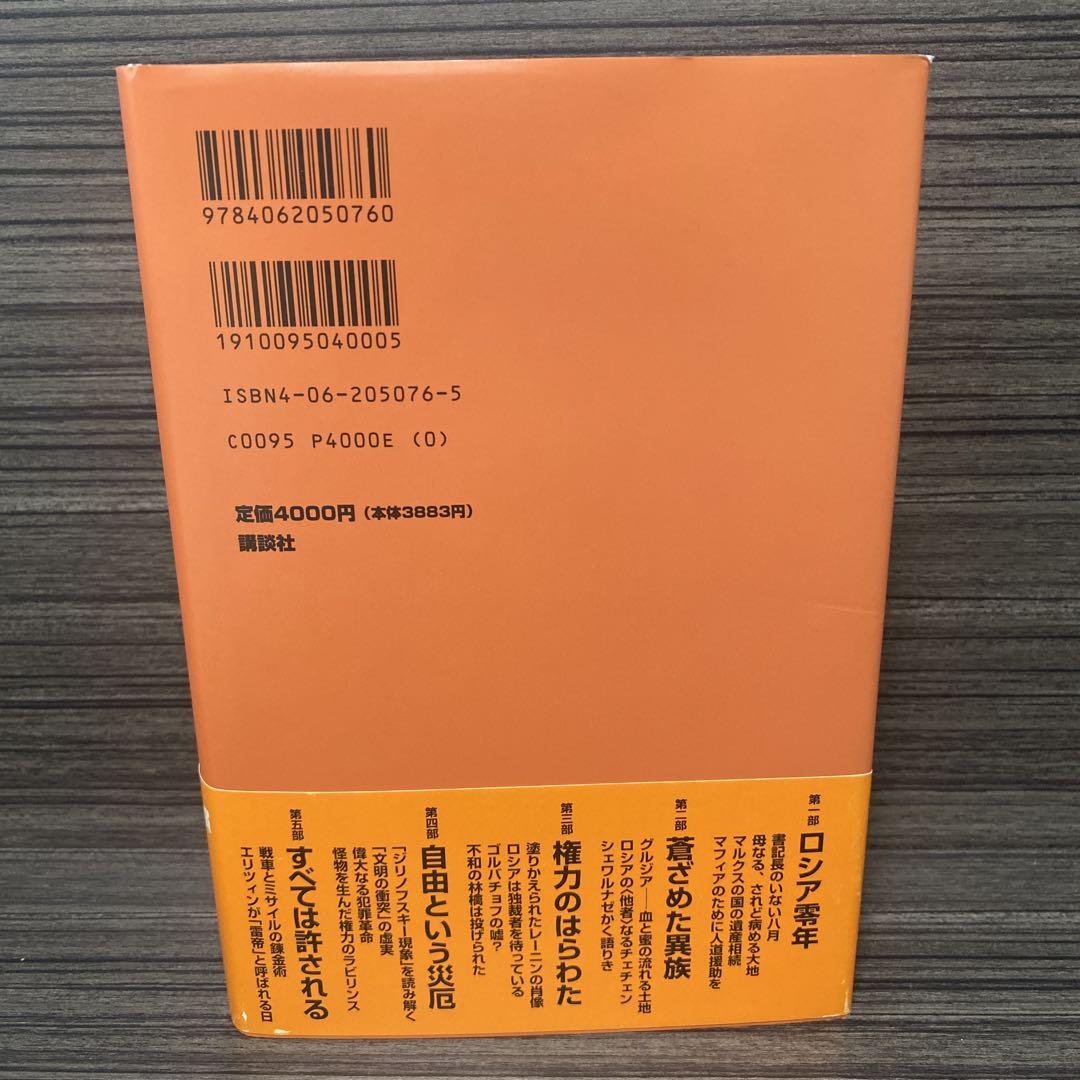 9784062050760
1910095040005
ISBN4-06-205076-5
C0095 P4000E (0)
定価4000円(本体3883円)
講談社
第一部
ロシア零年
書記長のいない八月
母なる、されど病める大地
マルクスの国の遺産相続
マフィアのために人道援助を
第二部
蒼ざめた異族
グルジア——血と蜜の流れる土地
ロシアの〈他者〉なるチェチェン
シェワルナゼかく語りき
第三部
権力のはらわた
塗りかえられたレーニンの肖像
ロシアは独裁者を待っている
ゴルバチョフの嘘?
不和の林檎は投げられた
第四部
自由という災厄
「ジリノフスキー現象」を読み解く
「文明の衝突」の虚実
偉大なる犯罪革命
怪物を生んだ権力のラビリンス
第五部
すべては許される
戦車とミサイルの錬金術
エリツィンが「雷帝」と呼ばれる日